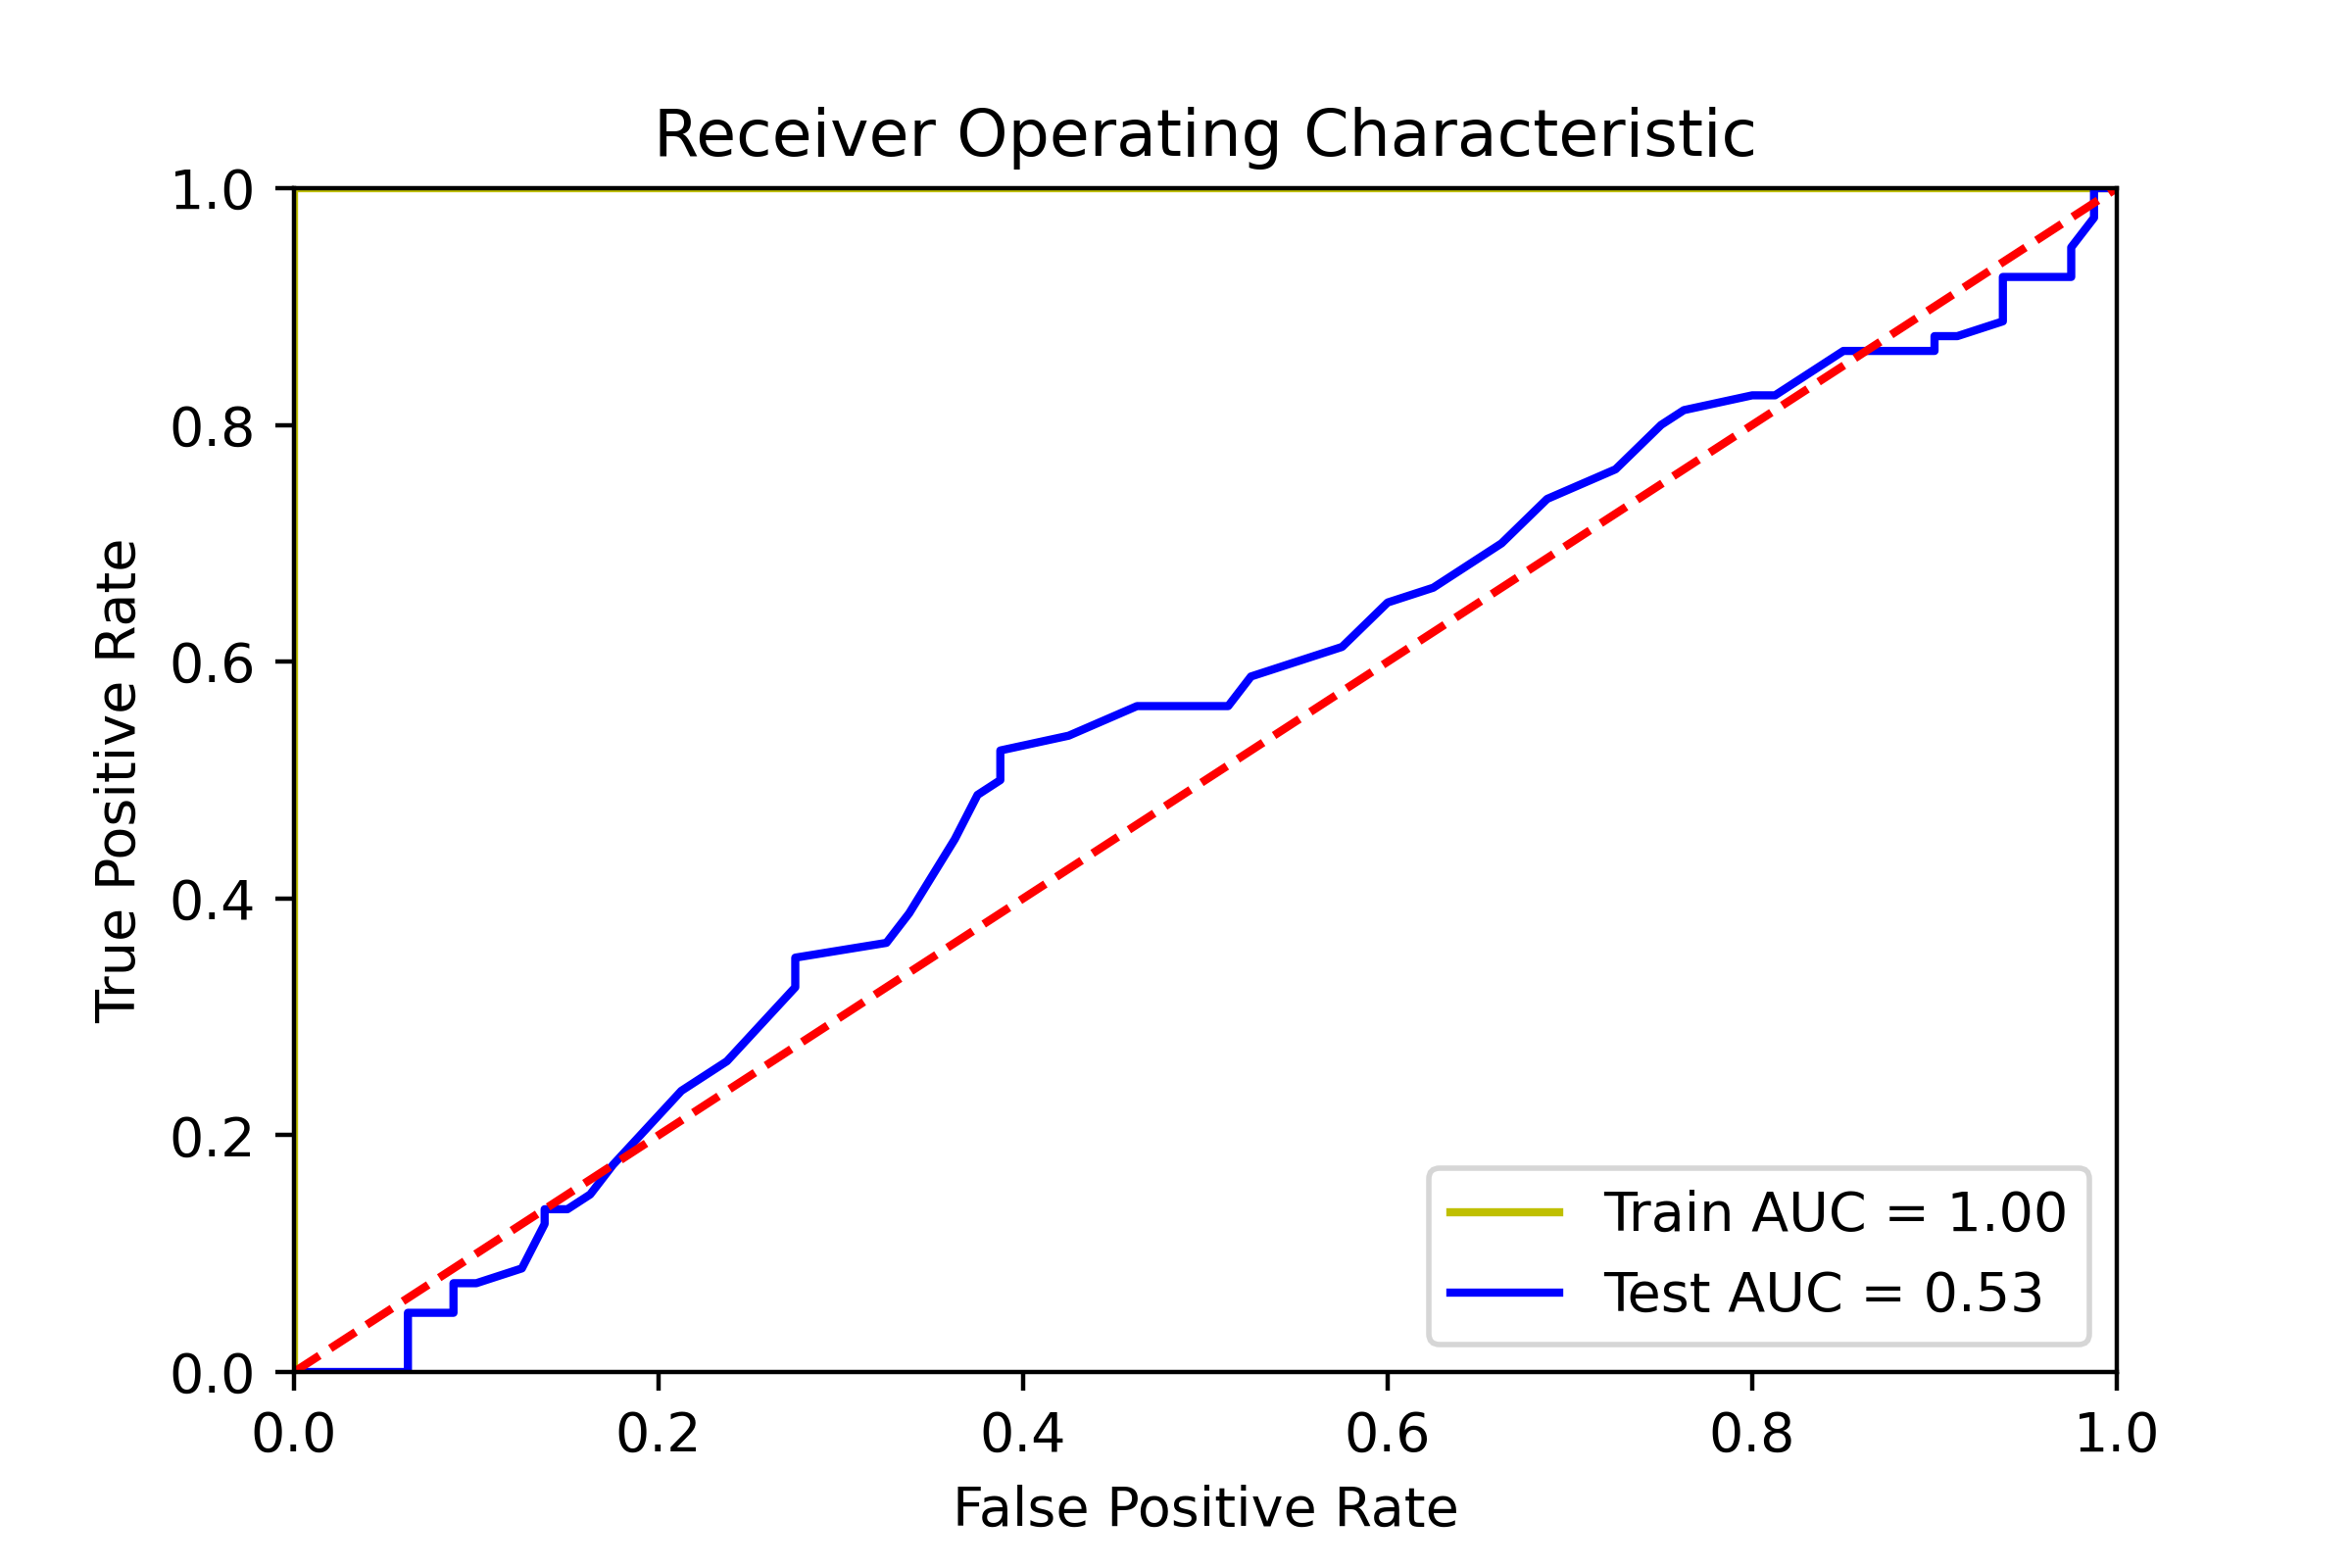 Receiver Operating Characteristic
1.0
0.8
0.6
0.4
0.2
0.0
True Positive Rate
Train AUC = 1.00
Test AUC = 0.53
0.0 0.2 0.4 0.6 0.8 1.0
False Positive Rate